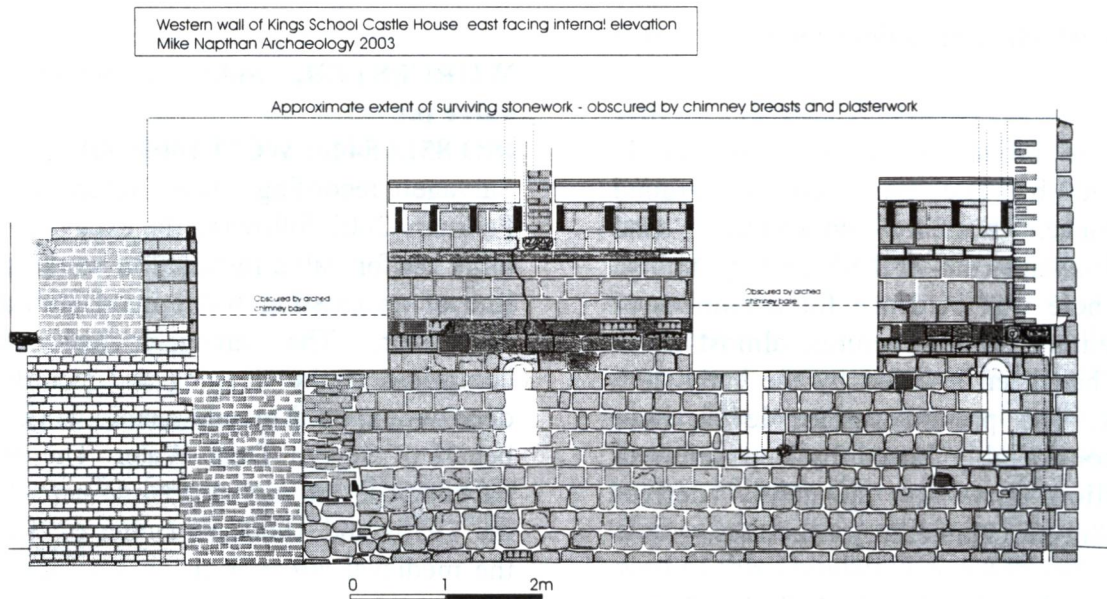 Western wall of Kings School Castle House east facing internal elevation
Mike Napthan Archaeology 2003
Approximate extent of surviving stonework - obscured by chimney breasts and plasterwork
Obscured by arched
chimney base
Obscured by arched
chimney base
0 1 2m